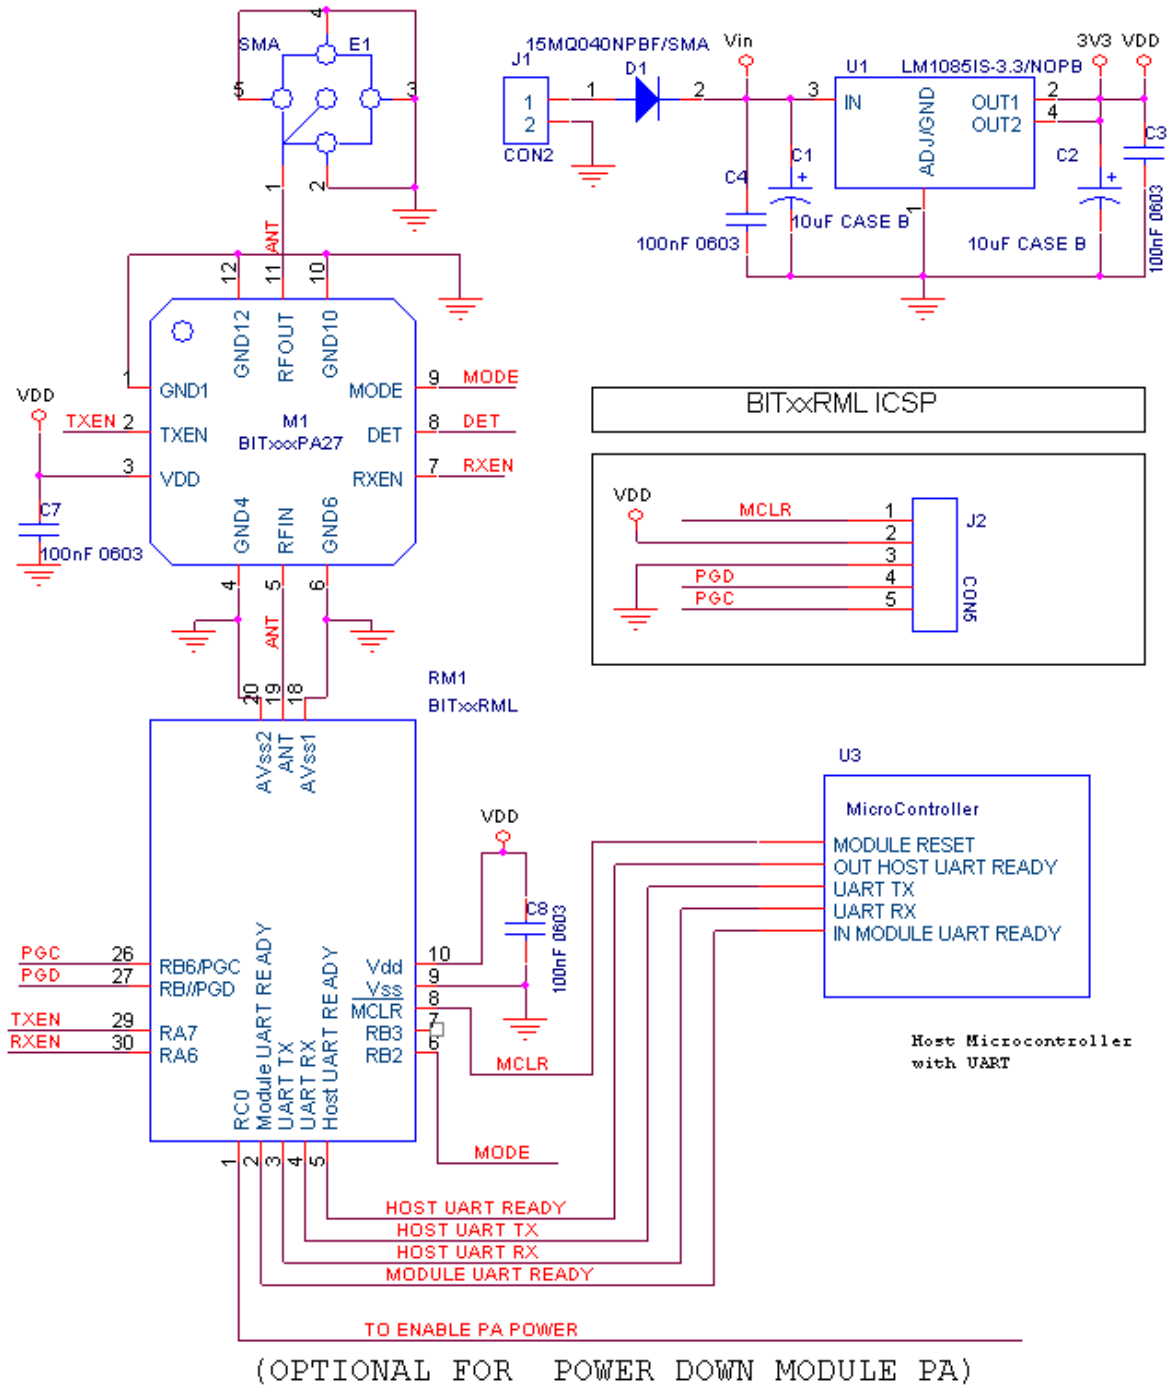 4
SMA
E1
5
3
1
2
ANT
15MQ040NPBF/SMA
J1
D1
1
2
CON2
1
2
Vin
3
U1
LM1085IS-3.3/NOPB
IN
ADJ/GND
OUT1
OUT2
2
4
1
3V3
VDD
C3
100nF 0603
C2
10uF CASE B
C1
10uF CASE B
C4
100nF 0603
12
11
10
GND12
RFOUT
GND10
1
GND1
TXEN
2
TXEN
3
VDD
VDD
C7
100nF 0603
M1
BITxxxPA27
MODE
9
MODE
DET
8
DET
RXEN
7
RXEN
GND4
RFIN
GND6
4
5
6
ANT
BITxxRML ICSP
VDD
MCLR
PGD
PGC
1
2
3
4
5
J2
CON5
RM1
BITxxRML
20
19
18
AVss2
ANT
AVss1
PGC
26
RB6/PGC
PGD
27
RB//PGD
TXEN
29
RA7
RXEN
30
RA6
VDD
C8
100nF 0603
Vdd
10
Vss
9
MCLR
8
RB3
7
RB2
6
MCLR
MODE
RC0
Module UART READY
UART TX
UART RX
Host UART READY
1
2
3
4
5
U3
MicroController
MODULE RESET
OUT HOST UART READY
UART TX
UART RX
IN MODULE UART READY
Host Microcontroller
with UART
HOST UART READY
HOST UART TX
HOST UART RX
MODULE UART READY
TO ENABLE PA POWER
(OPTIONAL FOR POWER DOWN MODULE PA)